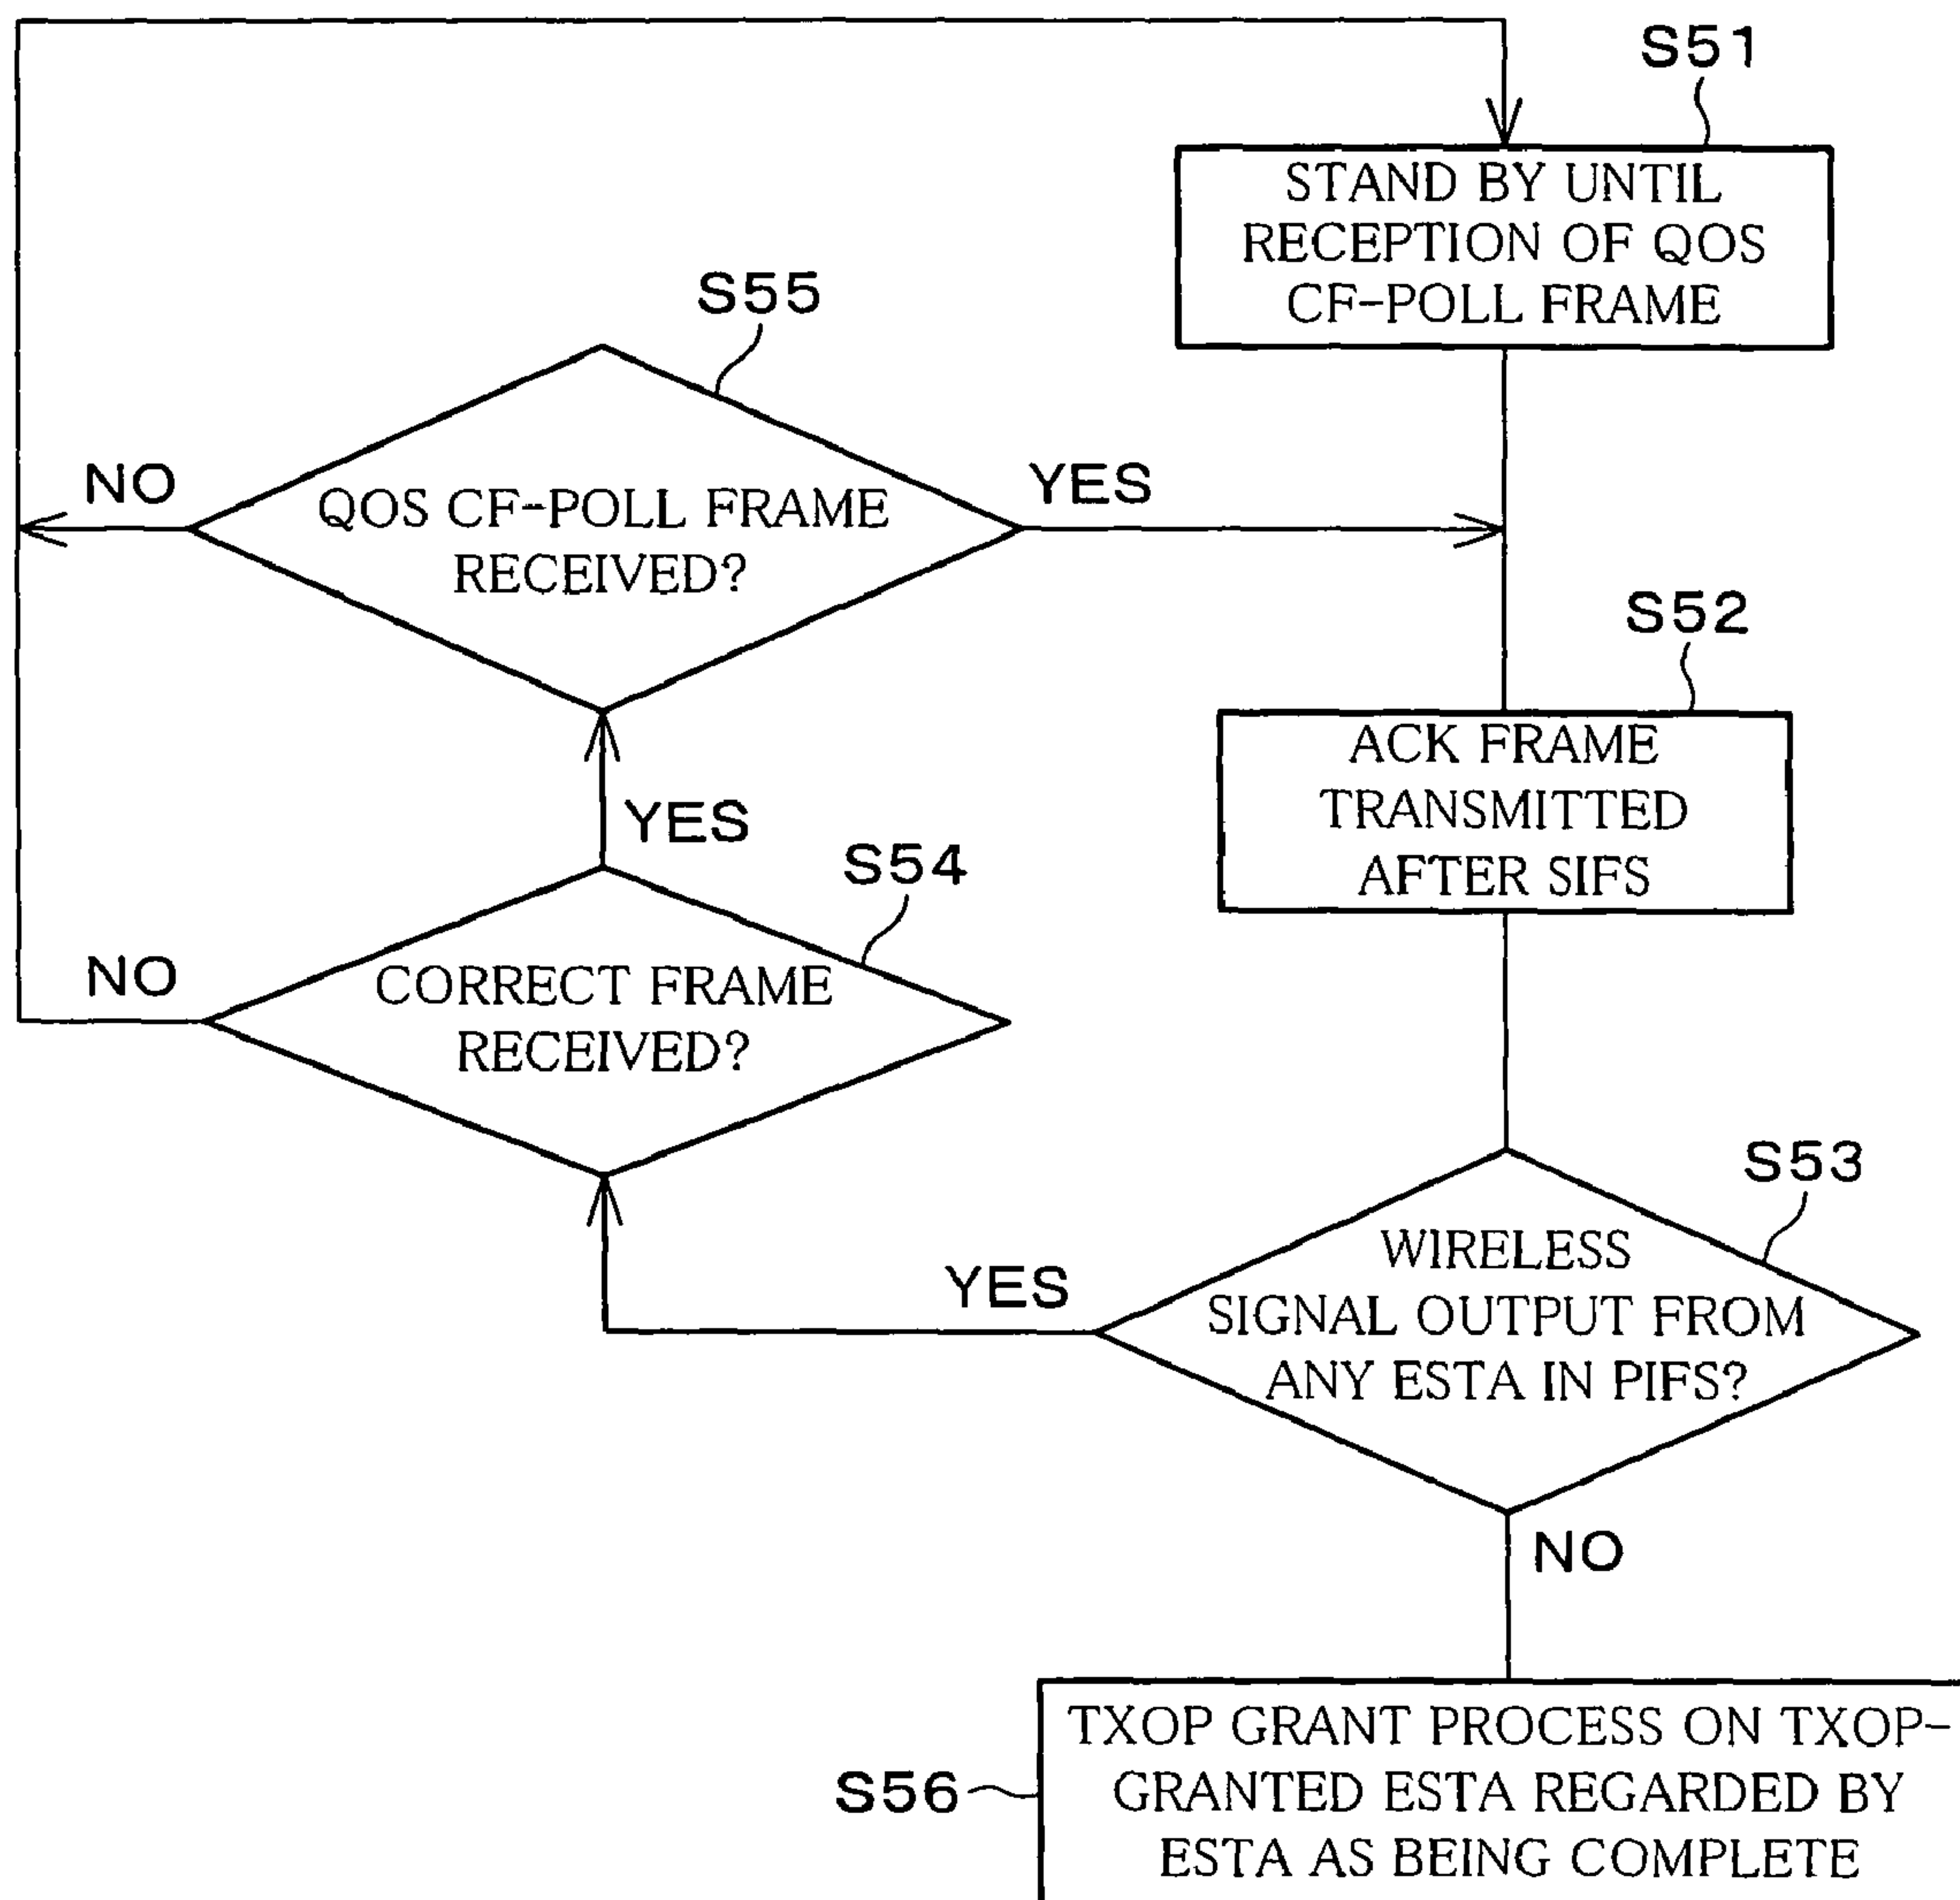 S51
STAND BY UNTIL
RECEPTION OF QOS
CF-POLL FRAME
S55
NO
QOS CF-POLL FRAME
RECEIVED?
YES
S52
ACK FRAME
TRANSMITTED
AFTER SIFS
YES
S54
NO
CORRECT FRAME
RECEIVED?
S53
WIRELESS
SIGNAL OUTPUT FROM
ANY ESTA IN PIFS?
YES
NO
S56
TXOP GRANT PROCESS ON TXOP-
GRANTED ESTA REGARDED BY
ESTA AS BEING COMPLETE